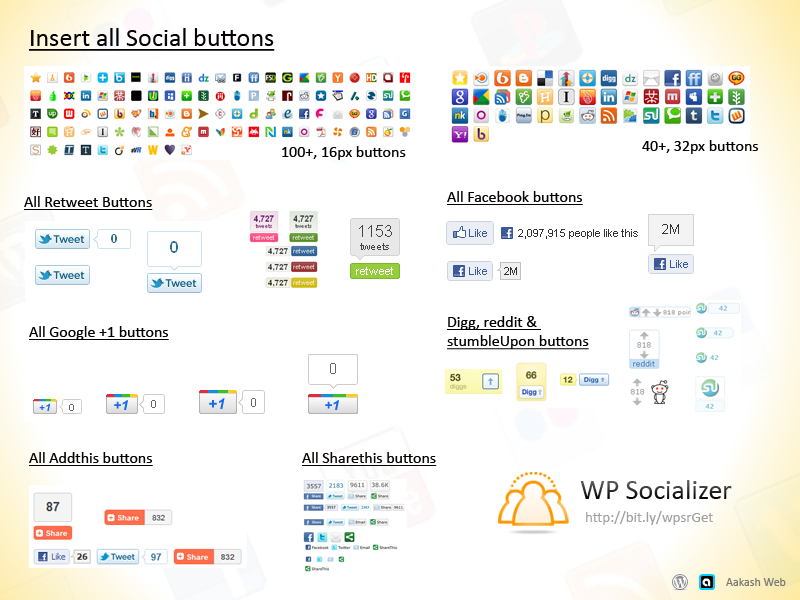 Insert all Social buttons
100+, 16px buttons
40+, 32px buttons
All Retweet Buttons
Tweet 0
0
Tweet
Tweet
4,727 tweets retweet
4,727 tweets retweet
4,727 retweet
4,727 retweet
4,727 retweet
1153
tweets
retweet
All Facebook buttons
Like 2,097,915 people like this
2M
Like
Like 2M
All Google +1 buttons
+1 0
+1 0
+1 0
0
+1
Digg, reddit &
stumbleUpon buttons
53
diggs
66
Digg
12 Digg
818
818
reddit
818
42
42
42
42
All Addthis buttons
87
Share
Share 832
Like 26 Tweet 97 Share 832
All Sharethis buttons
3557 2183 9611 38.6K
Share Tweet Share Share
Share 3557 Tweet Share 9611 Share
Share Tweet Email Share
Facebook Twitter Email ShareThis
ShareThis
WP Socializer
http://bit.ly/wpsrGet
Aakash Web